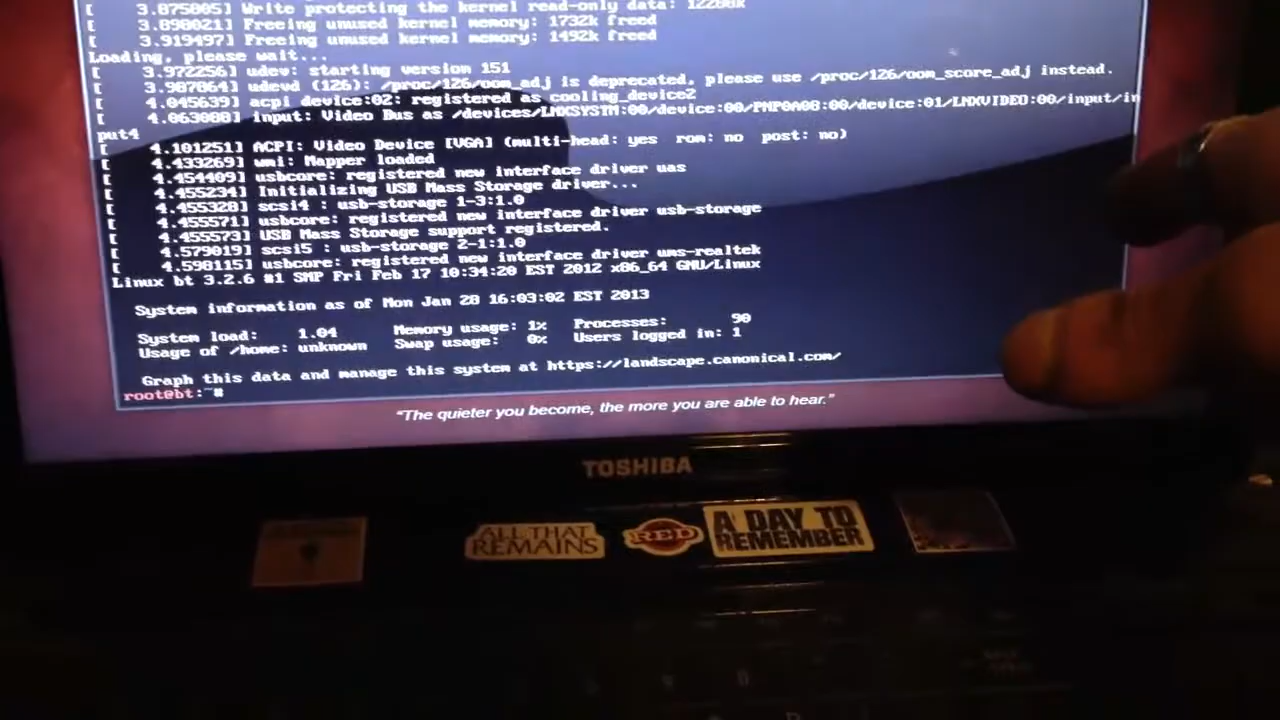 [ 3.875805] Write protecting the kernel read-only data: 12288k
[ 3.898021] Freeing unused kernel memory: 1732k freed
[ 3.919497] Freeing unused kernel memory: 1492k freed
Loading, please wait...
[ 3.972256] udev: starting version 151
[ 3.987864] udevd (126): /proc/126/oom_adj is deprecated, please use /proc/126/oom_score_adj instead.
[ 4.045639] acpi device:02: registered as cooling_device2
[ 4.063088] input: Video Bus as /devices/LNXSYSTM:00/device:00/PNP0A08:00/device:01/LNXVIDEO:00/input/in
put4
[ 4.101251] ACPI: Video Device [VGA] (multi-head: yes rom: no post: no)
[ 4.433269] wmi: Mapper loaded
[ 4.454409] usbcore: registered new interface driver uas
[ 4.455234] Initializing USB Mass Storage driver...
[ 4.455328] scsi4 : usb-storage 1-3:1.0
[ 4.455571] usbcore: registered new interface driver usb-storage
[ 4.455573] USB Mass Storage support registered.
[ 4.579019] scsi5 : usb-storage 2-1:1.0
[ 4.598115] usbcore: registered new interface driver ums-realtek
Linux bt 3.2.6 #1 SMP Fri Feb 17 10:34:20 EST 2012 x86_64 GNU/Linux
System information as of Mon Jan 28 16:03:02 EST 2013
System load: 1.04 Memory usage: 1% Processes: 90
Usage of /home: unknown Swap usage: 0% Users logged in: 1
Graph this data and manage this system at https://landscape.canonical.com/
root@bt:~#
"The quieter you become, the more you are able to hear."
TOSHIBA
ALL THAT
REMAINS
RED
A DAY TO
REMEMBER